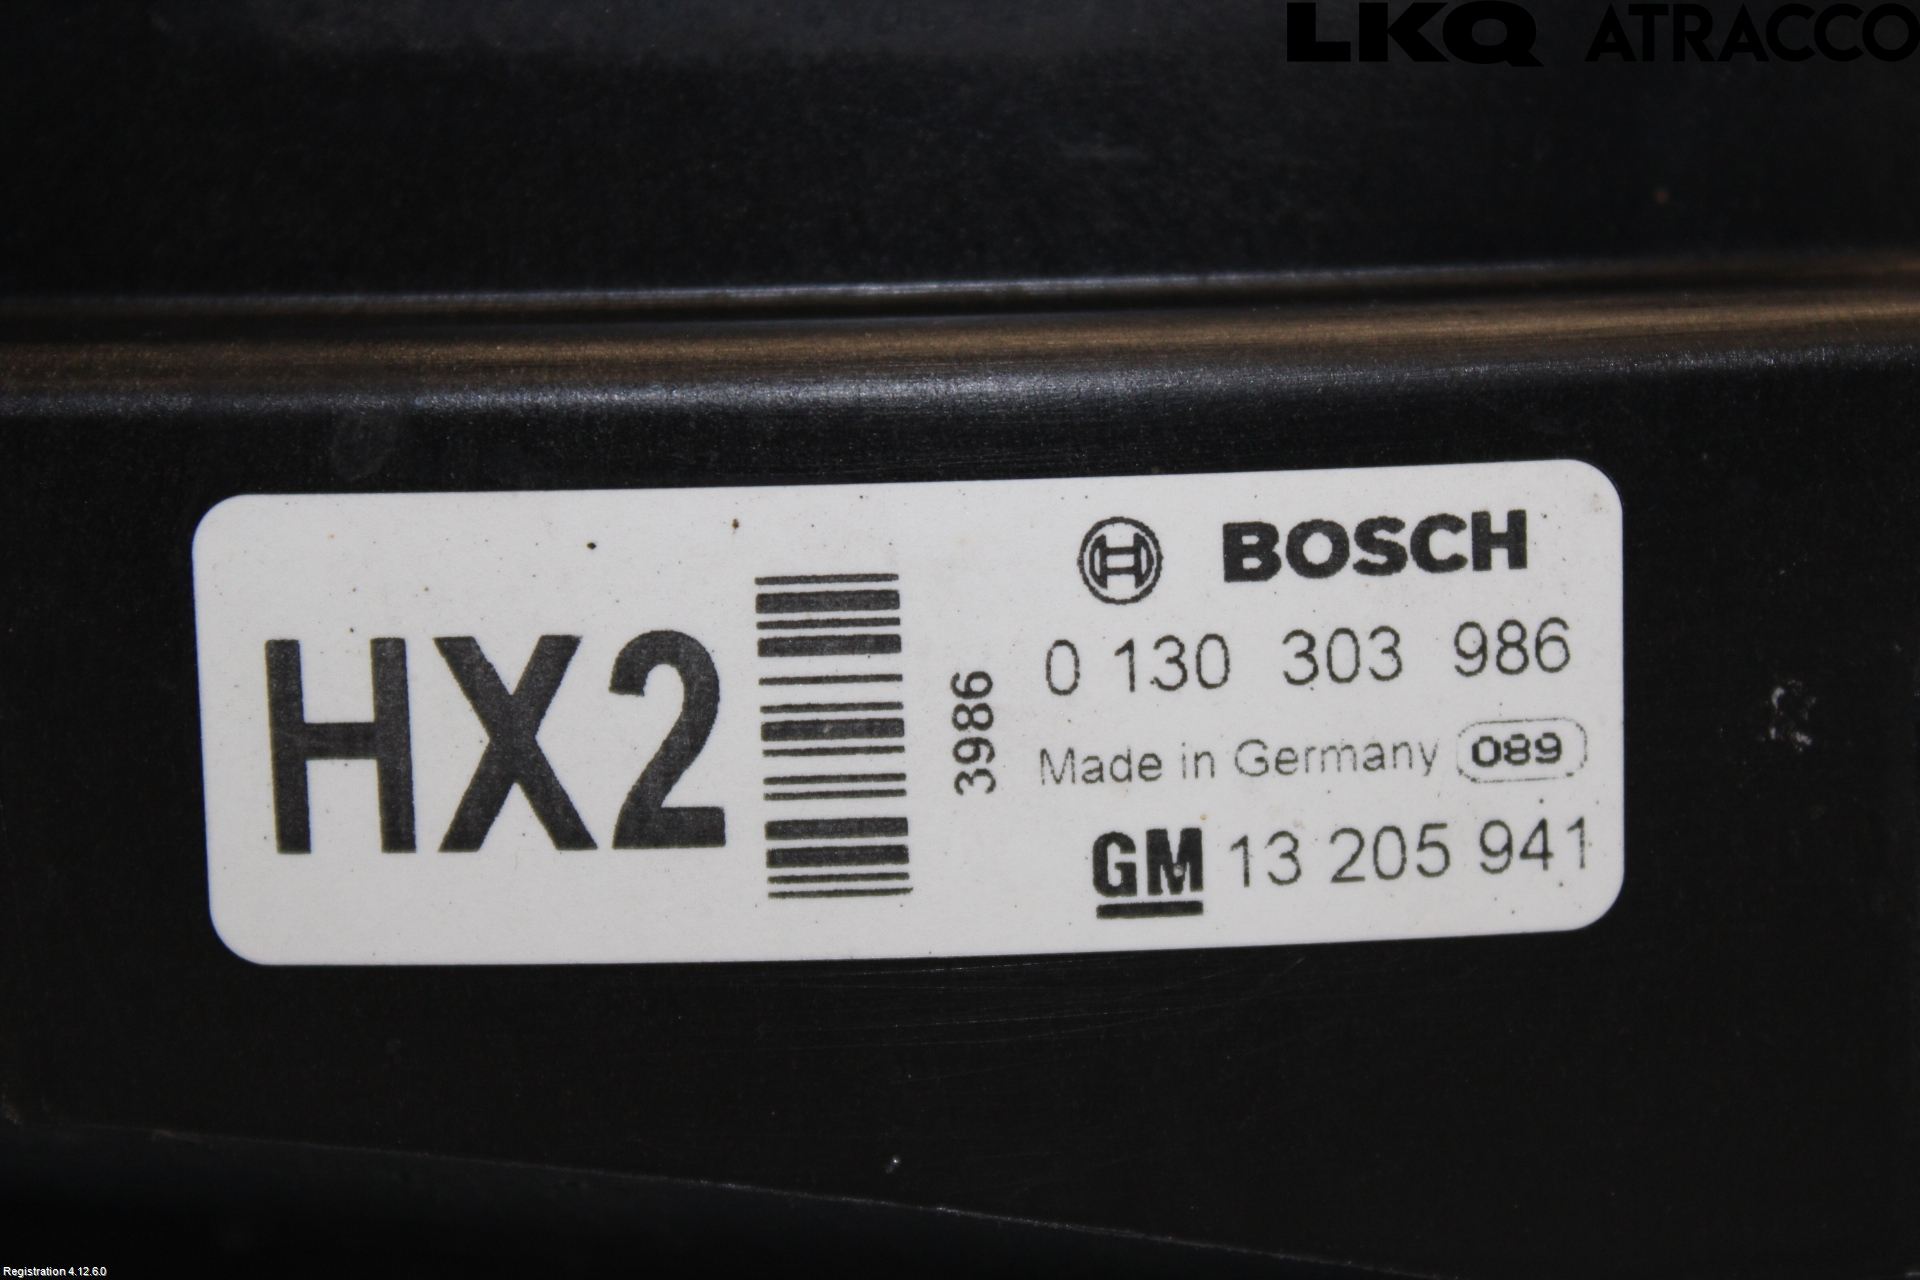 LKQ ATRACCO
HX2
3986
BOSCH
0 130 303 986
Made in Germany 089
GM 13 205 941
Registration 4.12.6.0